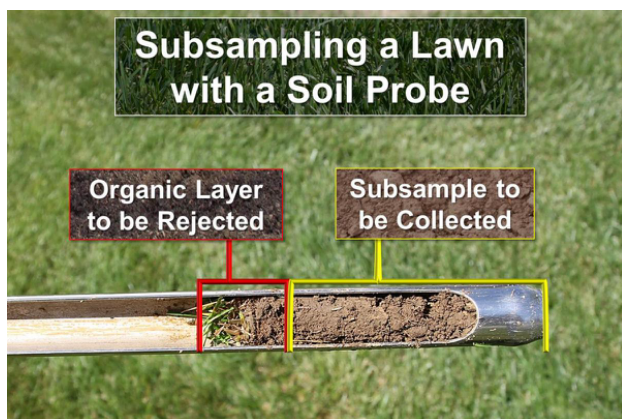 Subsampling a Lawn
with a Soil Probe
Organic Layer
to be Rejected
Subsample to
be Collected